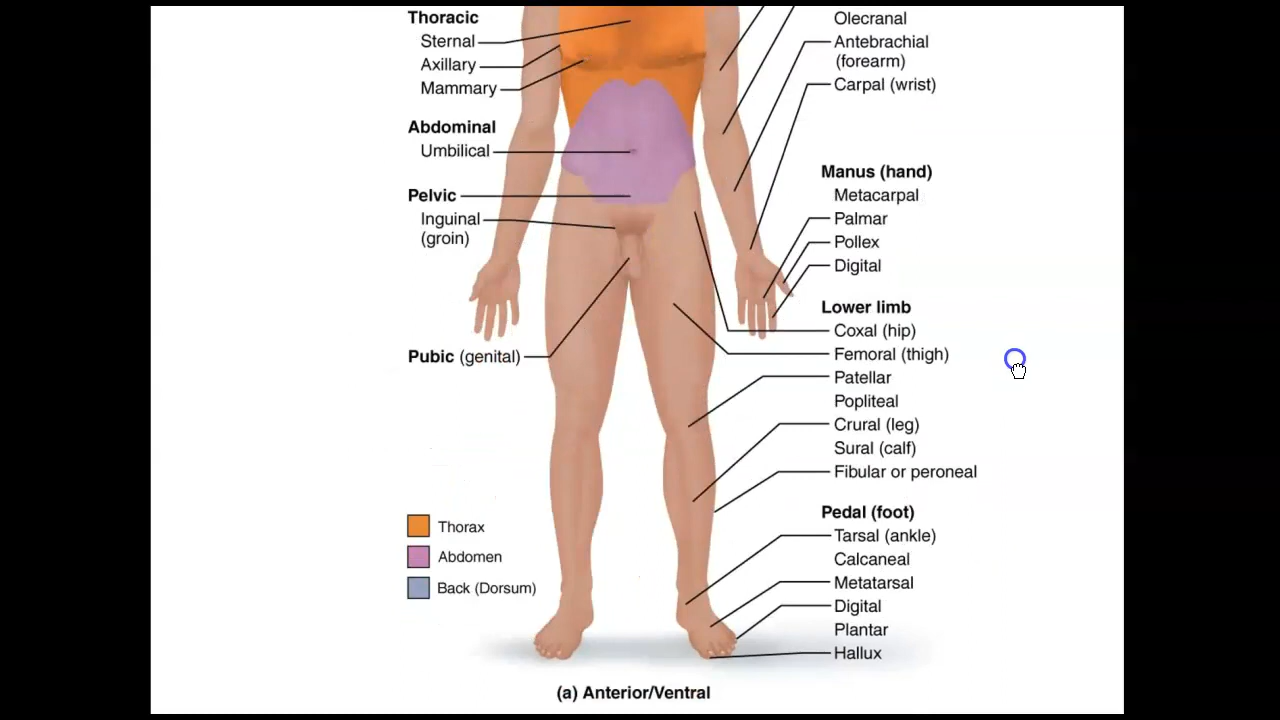 Thoracic
Sternal
Axillary
Mammary
Abdominal
Umbilical
Pelvic
Inguinal
(groin)
Pubic (genital)
Thorax
Abdomen
Back (Dorsum)
Olecranal
Antebrachial
(forearm)
Carpal (wrist)
Manus (hand)
Metacarpal
Palmar
Pollex
Digital
Lower limb
Coxal (hip)
Femoral (thigh)
Patellar
Popliteal
Crural (leg)
Sural (calf)
Fibular or peroneal
Pedal (foot)
Tarsal (ankle)
Calcaneal
Metatarsal
Digital
Plantar
Hallux
(a) Anterior/Ventral